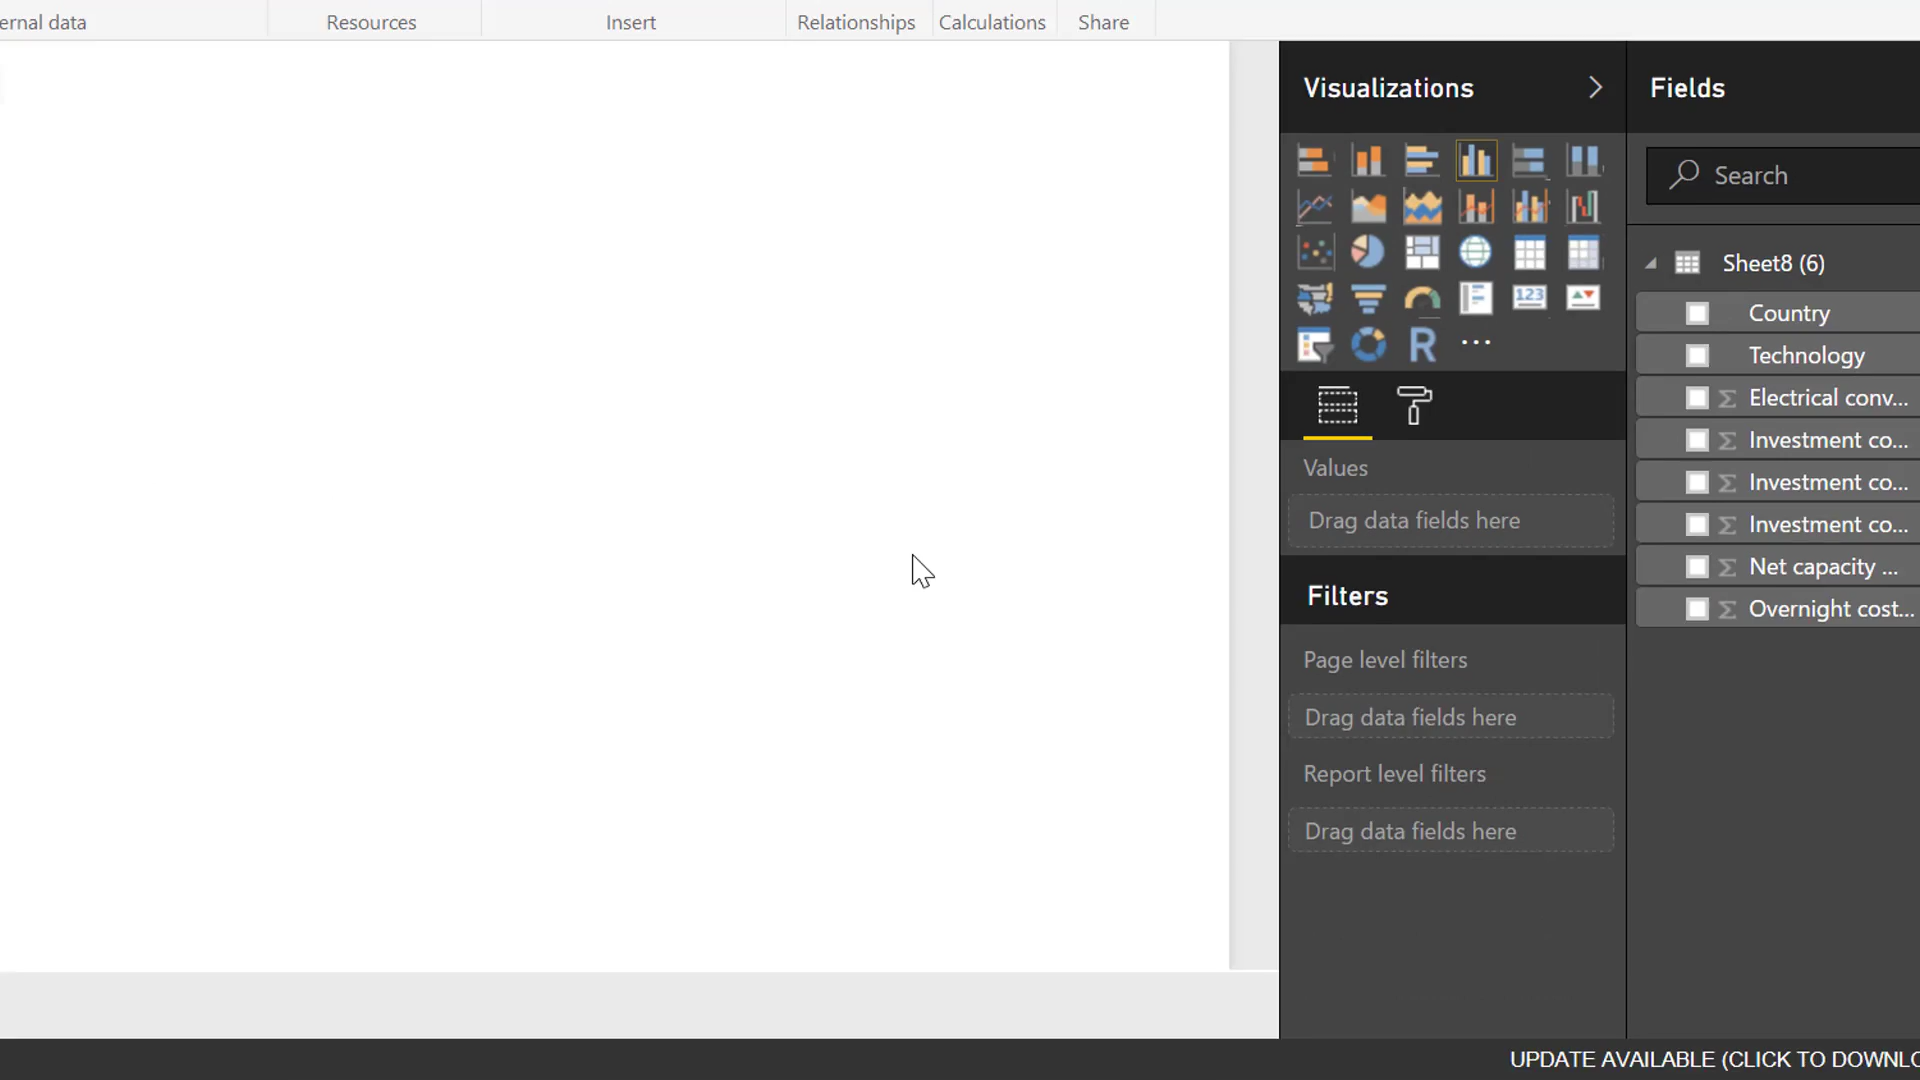 ernal data
Resources
Insert
Relationships
Calculations
Share
Visualizations
Fields
Search
Sheet8 (6)
Country
Technology
Electrical conv...
Investment co...
Investment co...
Investment co...
Net capacity ...
Overnight cost...
123
R
Values
Drag data fields here
Filters
Page level filters
Drag data fields here
Report level filters
Drag data fields here
UPDATE AVAILABLE (CLICK TO DOWNLO